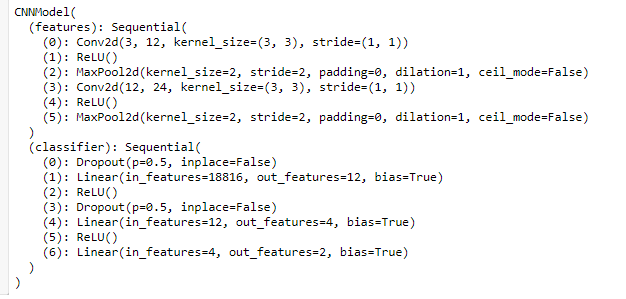 CNNModel(
  (features): Sequential(
    (0): Conv2d(3, 12, kernel_size=(3, 3), stride=(1, 1))
    (1): ReLU()
    (2): MaxPool2d(kernel_size=2, stride=2, padding=0, dilation=1, ceil_mode=False)
    (3): Conv2d(12, 24, kernel_size=(3, 3), stride=(1, 1))
    (4): ReLU()
    (5): MaxPool2d(kernel_size=2, stride=2, padding=0, dilation=1, ceil_mode=False)
  )
  (classifier): Sequential(
    (0): Dropout(p=0.5, inplace=False)
    (1): Linear(in_features=18816, out_features=12, bias=True)
    (2): ReLU()
    (3): Dropout(p=0.5, inplace=False)
    (4): Linear(in_features=12, out_features=4, bias=True)
    (5): ReLU()
    (6): Linear(in_features=4, out_features=2, bias=True)
  )
)